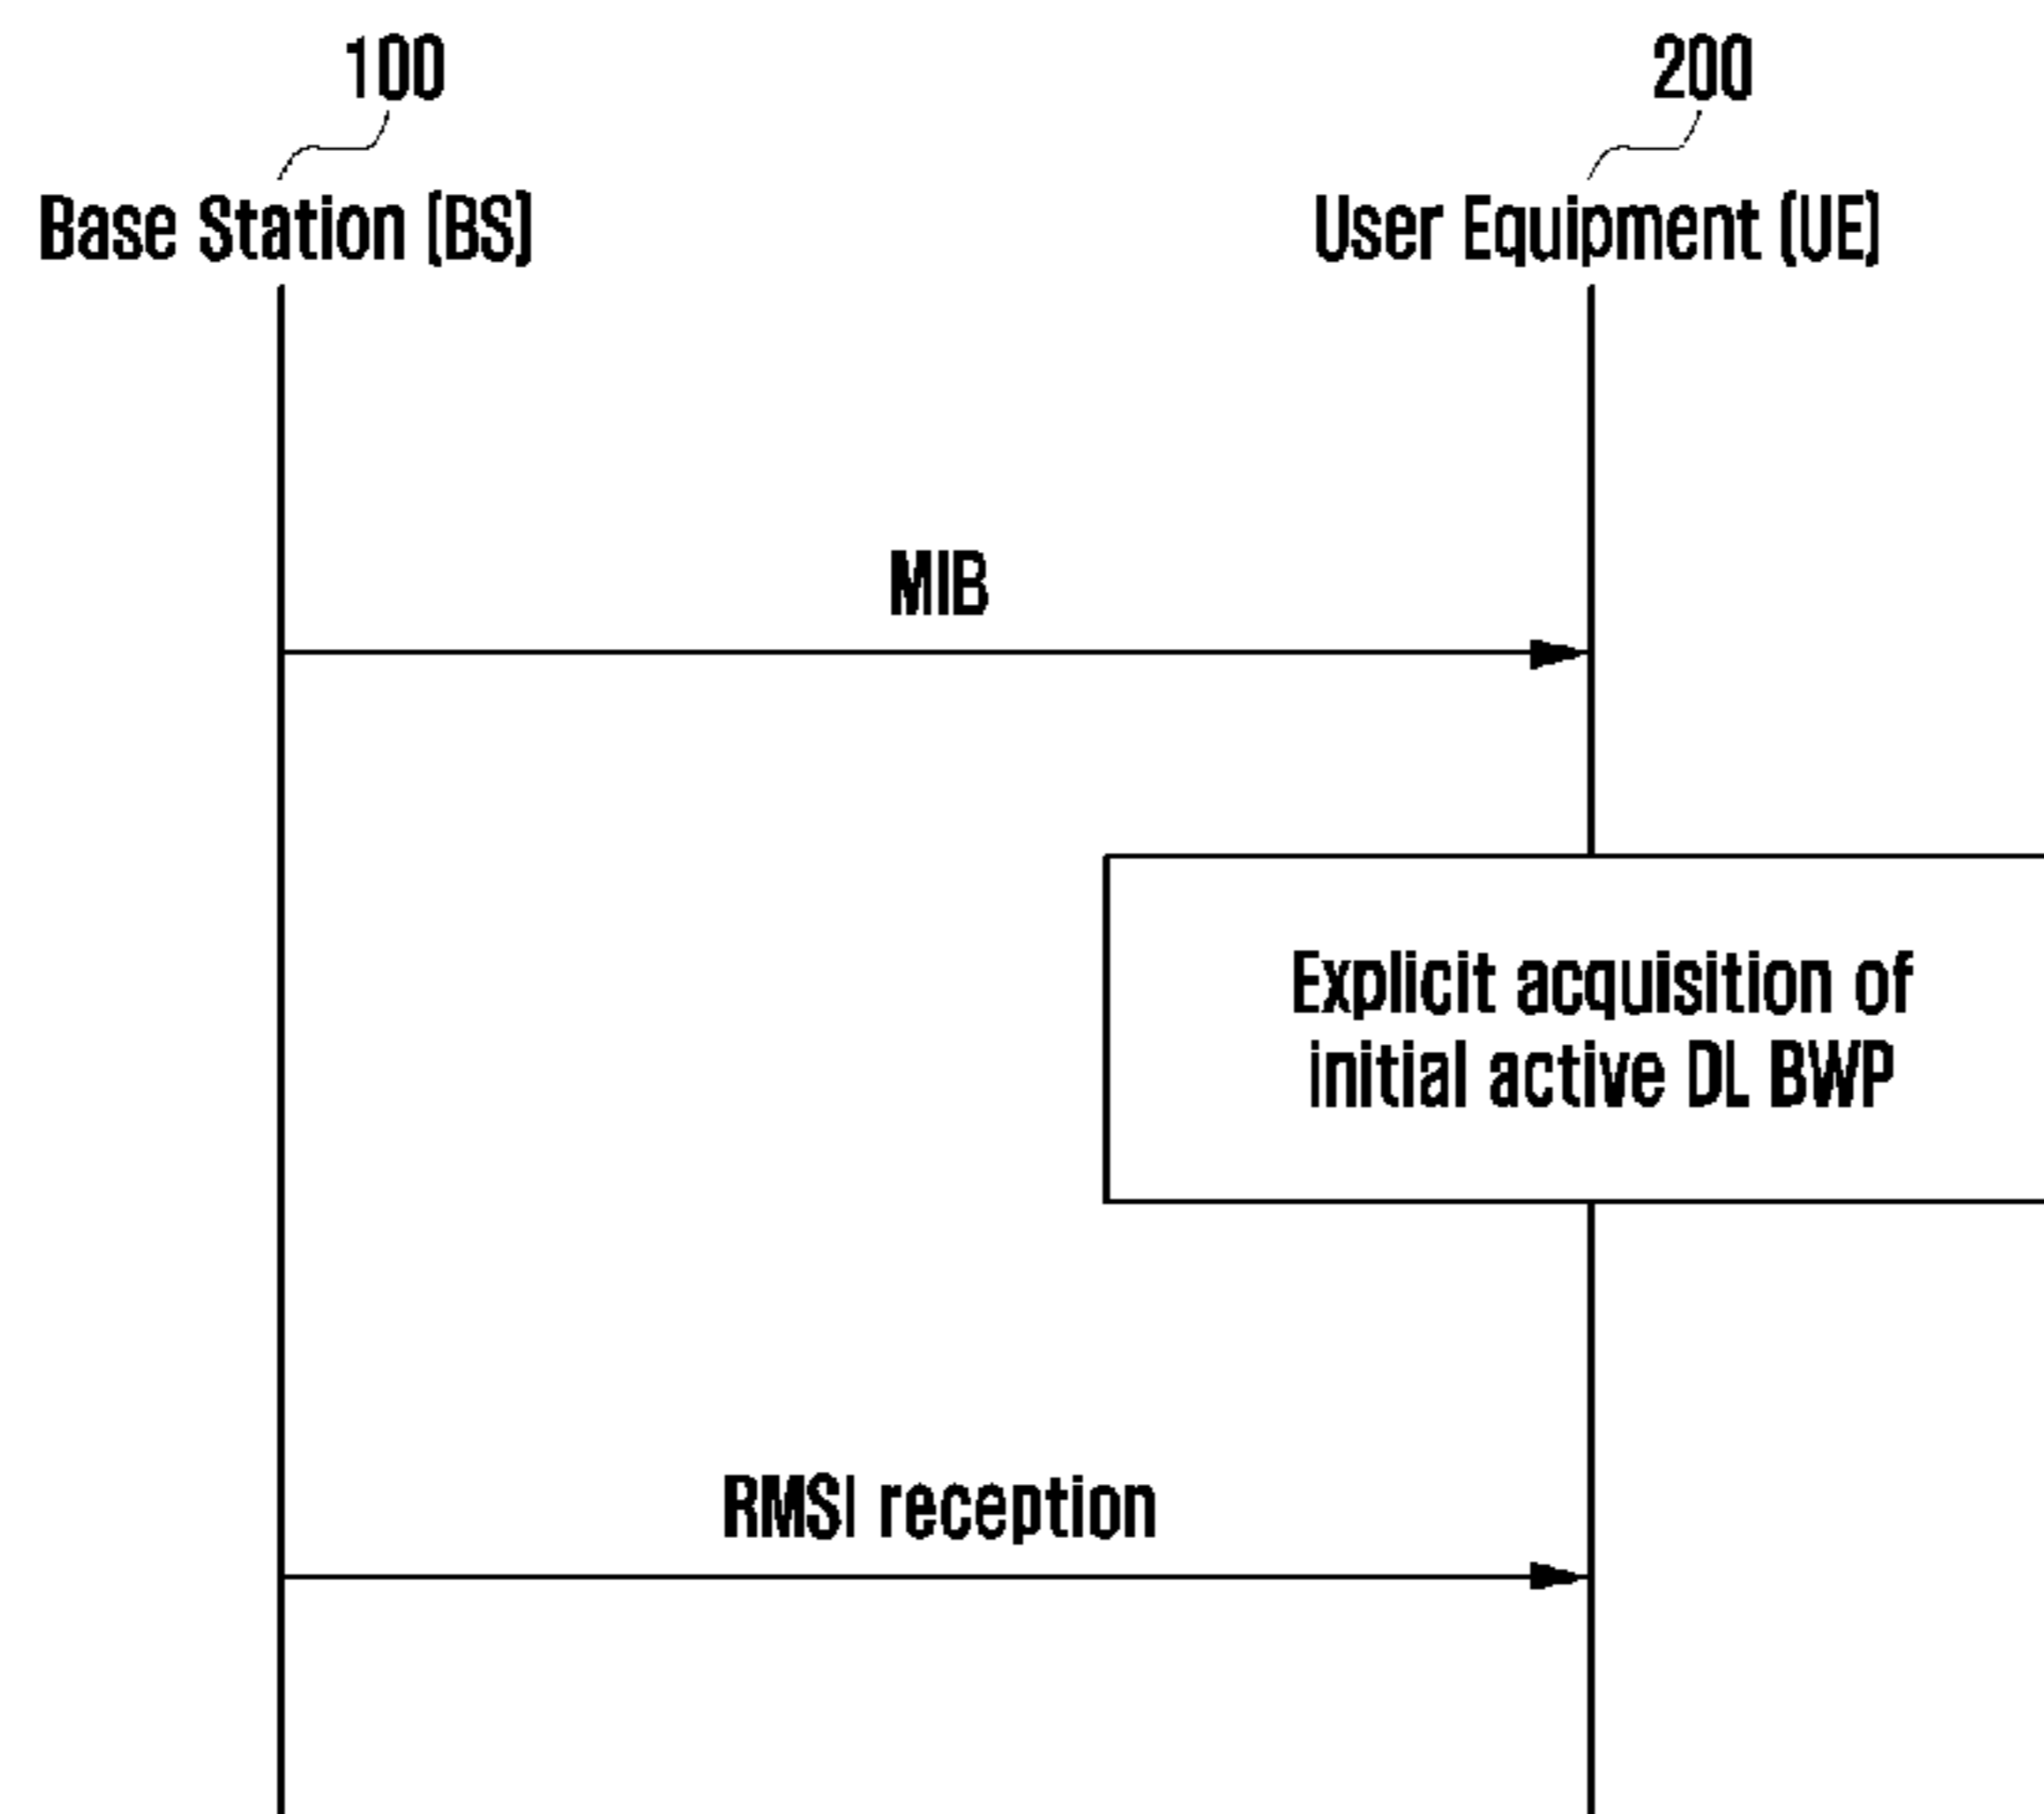 100
200
Base Station (BS)
User Equipment (UE)
MIB
Explicit acquisition of
initial active DL BWP
RMSI reception